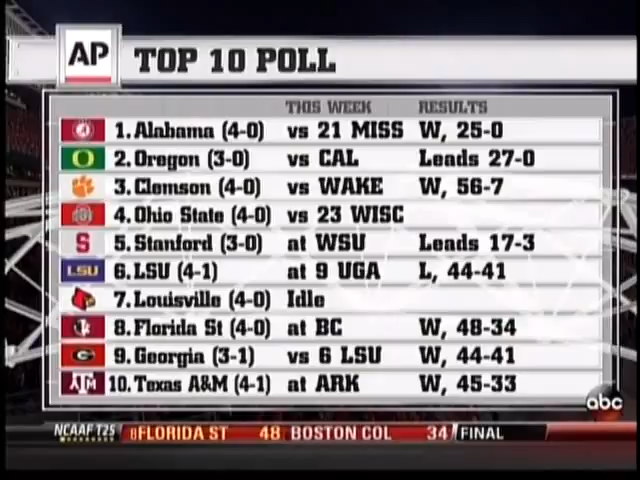 AP TOP 10 POLL
THIS WEEK RESULTS
1. Alabama (4-0) vs 21 MISS W, 25-0
O 2. Oregon (3-0) vs CAL Leads 27-0
3. Clemson (4-0) vs WAKE W, 56-7
4. Ohio State (4-0) vs 23 WISC
S 5. Stanford (3-0) at WSU Leads 17-3
LSU 6. LSU (4-1) at 9 UGA L, 44-41
7. Louisville (4-0) Idle
8. Florida St (4-0) at BC W, 48-34
G 9. Georgia (3-1) vs 6 LSU W, 44-41
ATM 10. Texas A&M (4-1) at ARK W, 45-33
abc
NCAAF T25 8 FLORIDA ST 48 BOSTON COL 34 FINAL